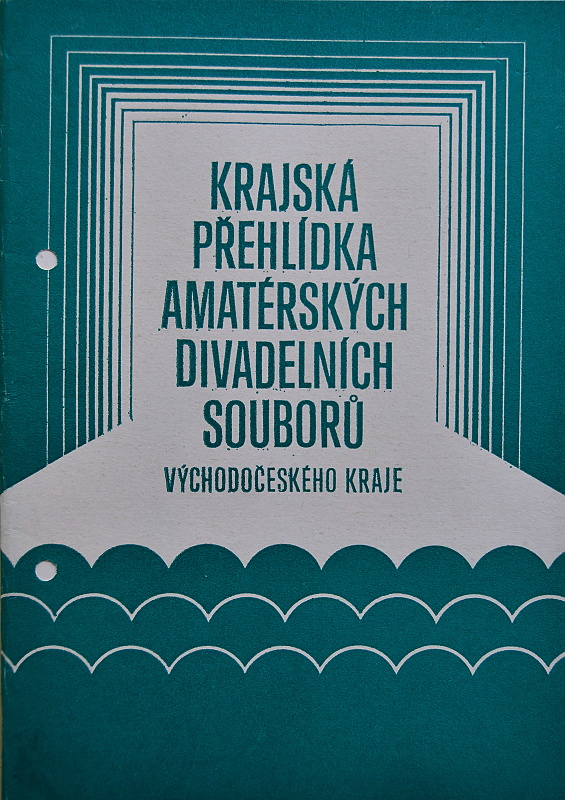 KRAJSKÁ
PŘEHLÍDKA
AMATÉRSKÝCH
DIVADELNÍCH
SOUBORŮ
VÝCHODOČESKÉHO KRAJE